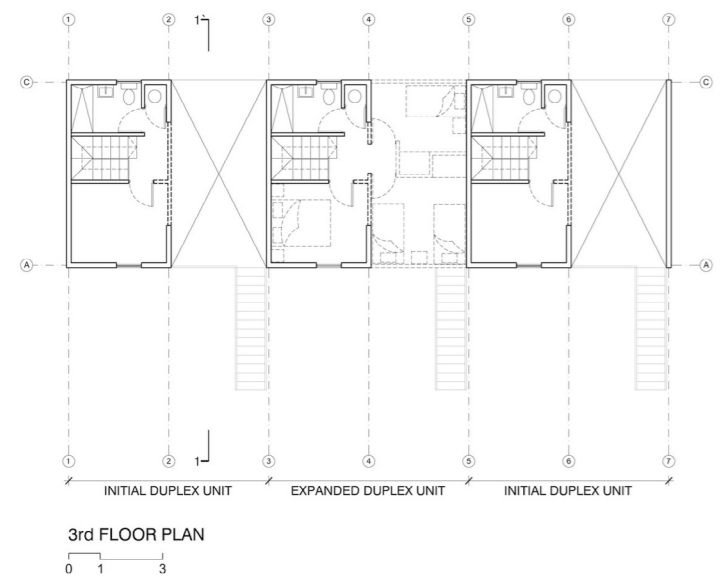 1 2 1` 3 4 5 6 7
C C
A A
1 2 1 3 4 5 6 7
INITIAL DUPLEX UNIT EXPANDED DUPLEX UNIT INITIAL DUPLEX UNIT
3rd FLOOR PLAN
0 1 3